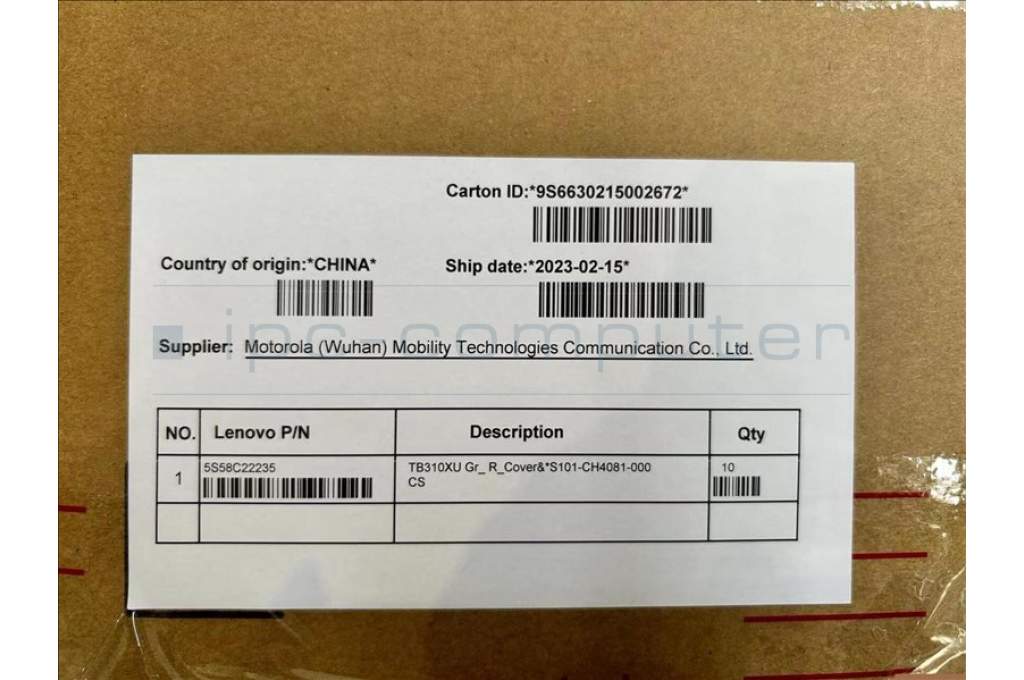 Carton ID:*9S6630215002672*
Country of origin:*CHINA*
Ship date:*2023-02-15*
ipc-computer
Supplier: Motorola (Wuhan) Mobility Technologies Communication Co., Ltd.
NO. Lenovo P/N Description Qty
1 5S58C22235 TB310XU Gr_ R_Cover&*S101-CH4081-000 10
CS